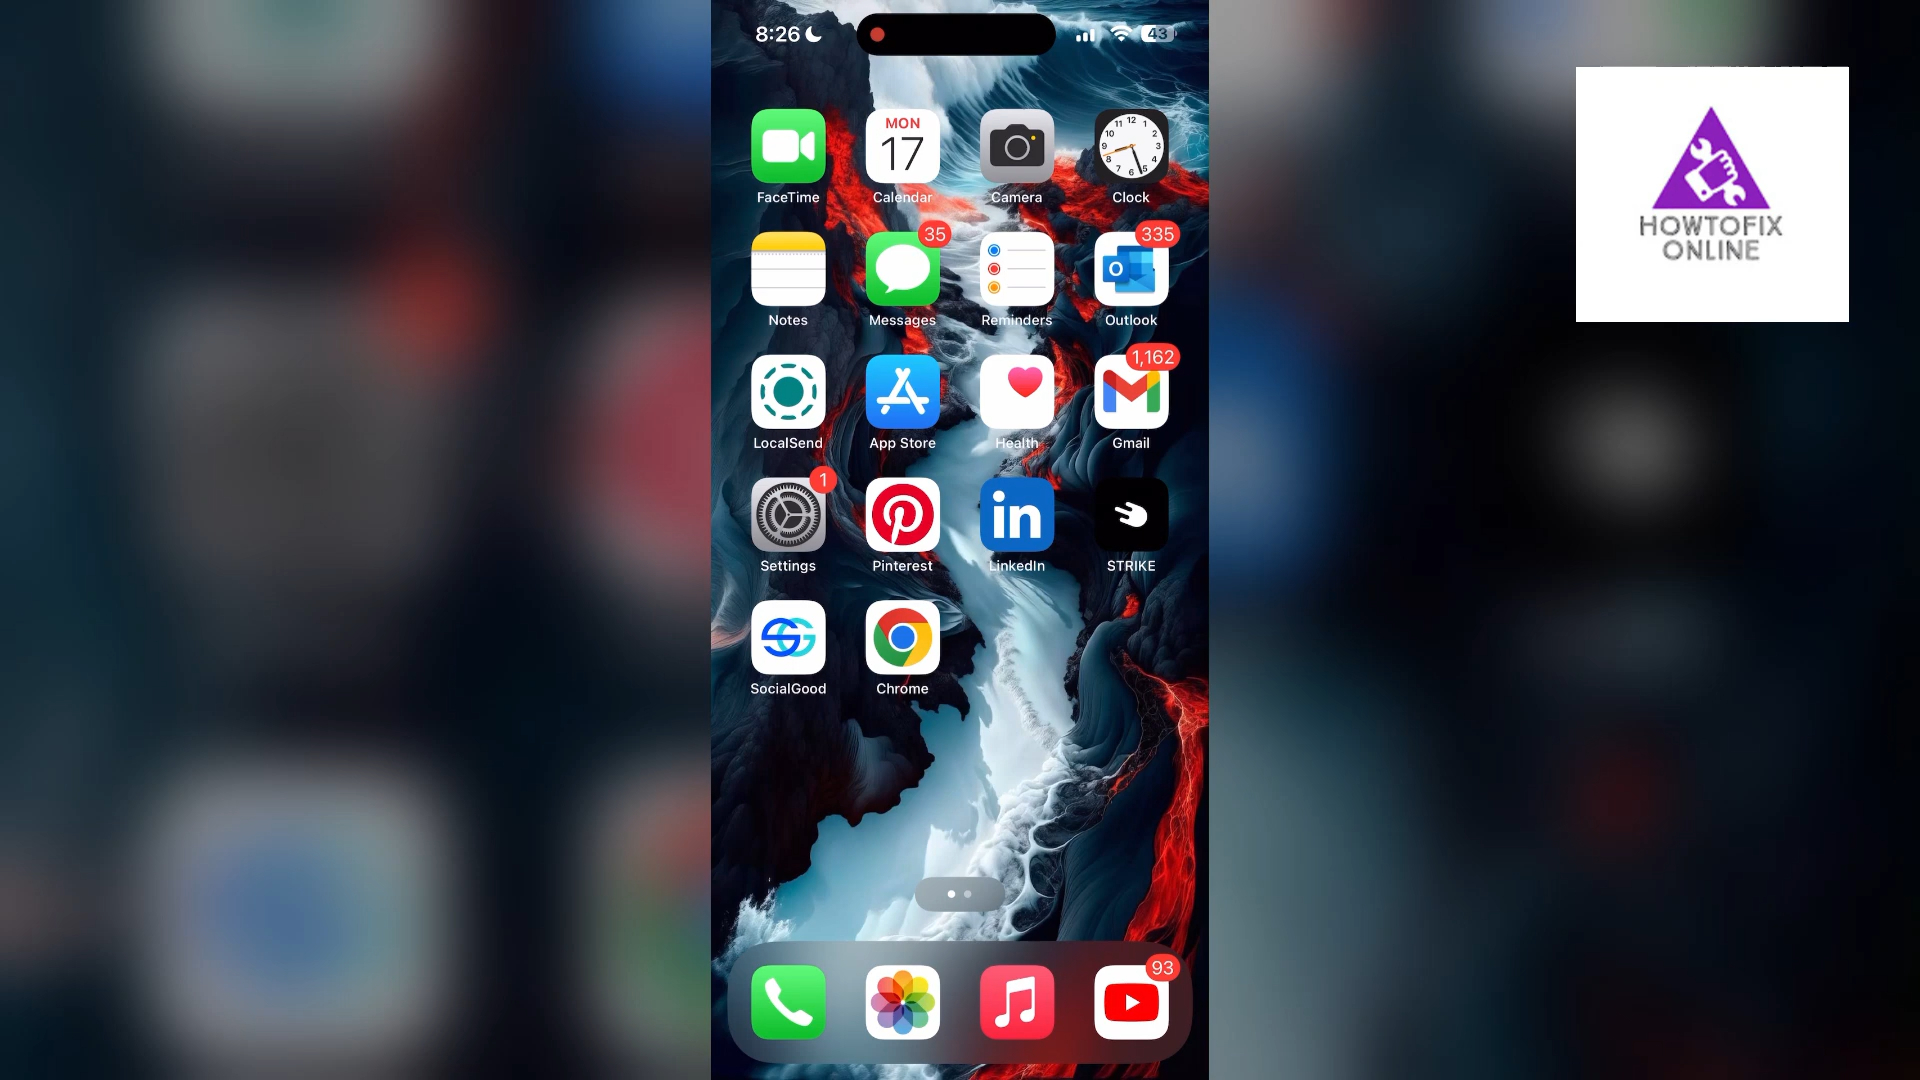 8:26
43
MON
17
FaceTime
Calendar
Camera
Clock
35
335
Notes
Messages
Reminders
Outlook
1,162
LocalSend
App Store
Health
Gmail
1
in
Settings
Pinterest
LinkedIn
STRIKE
SocialGood
Chrome
93
HOWTOFIX
ONLINE